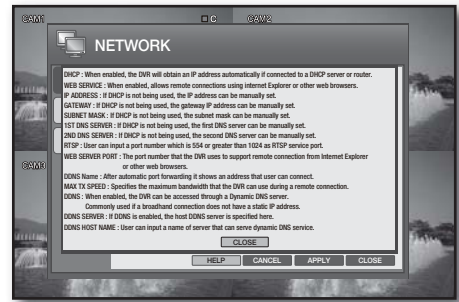 CAM1
C
CAM2
NETWORK
DHCP : When enabled, the DVR will obtain an IP address automatically if connected to a DHCP server or router.
WEB SERVICE : When enabled, allows remote connections using internet Explorer or other web browsers.
IP ADDRESS : If DHCP is not being used, the IP address can be manually set.
GATEWAY : If DHCP is not being used, the gateway IP address can be manually set.
SUBNET MASK : If DHCP is not being used, the subnet mask can be manually set.
1ST DNS SERVER : If DHCP is not being used, the first DNS server can be manually set.
2ND DNS SERVER : If DHCP is not being used, the second DNS server can be manually set.
RTSP : User can input a port number which is 554 or greater than 1024 as RTSP service port.
WEB SERVER PORT : The port number that the DVR uses to support remote connection from Internet Explorer
or other web browsers.
DDNS Name : After automatic port forwarding it shows an address that user can connect.
MAX TX SPEED : Specifies the maximum bandwidth that the DVR can use during a remote connection.
DDNS : When enabled, the DVR can be accessed through a Dynamic DNS server.
Commonly used if a broadhand connection does not have a static IP address.
DDNS SERVER : If DDNS is enabled, the host DDNS server is specified here.
DDNS HOST NAME : User can input a name of server that can serve dynamic DNS service.
CLOSE
CAM3
HELP
CANCEL
APPLY
CLOSE